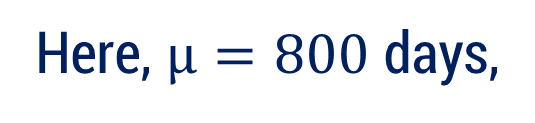 Here, μ = 800 days,